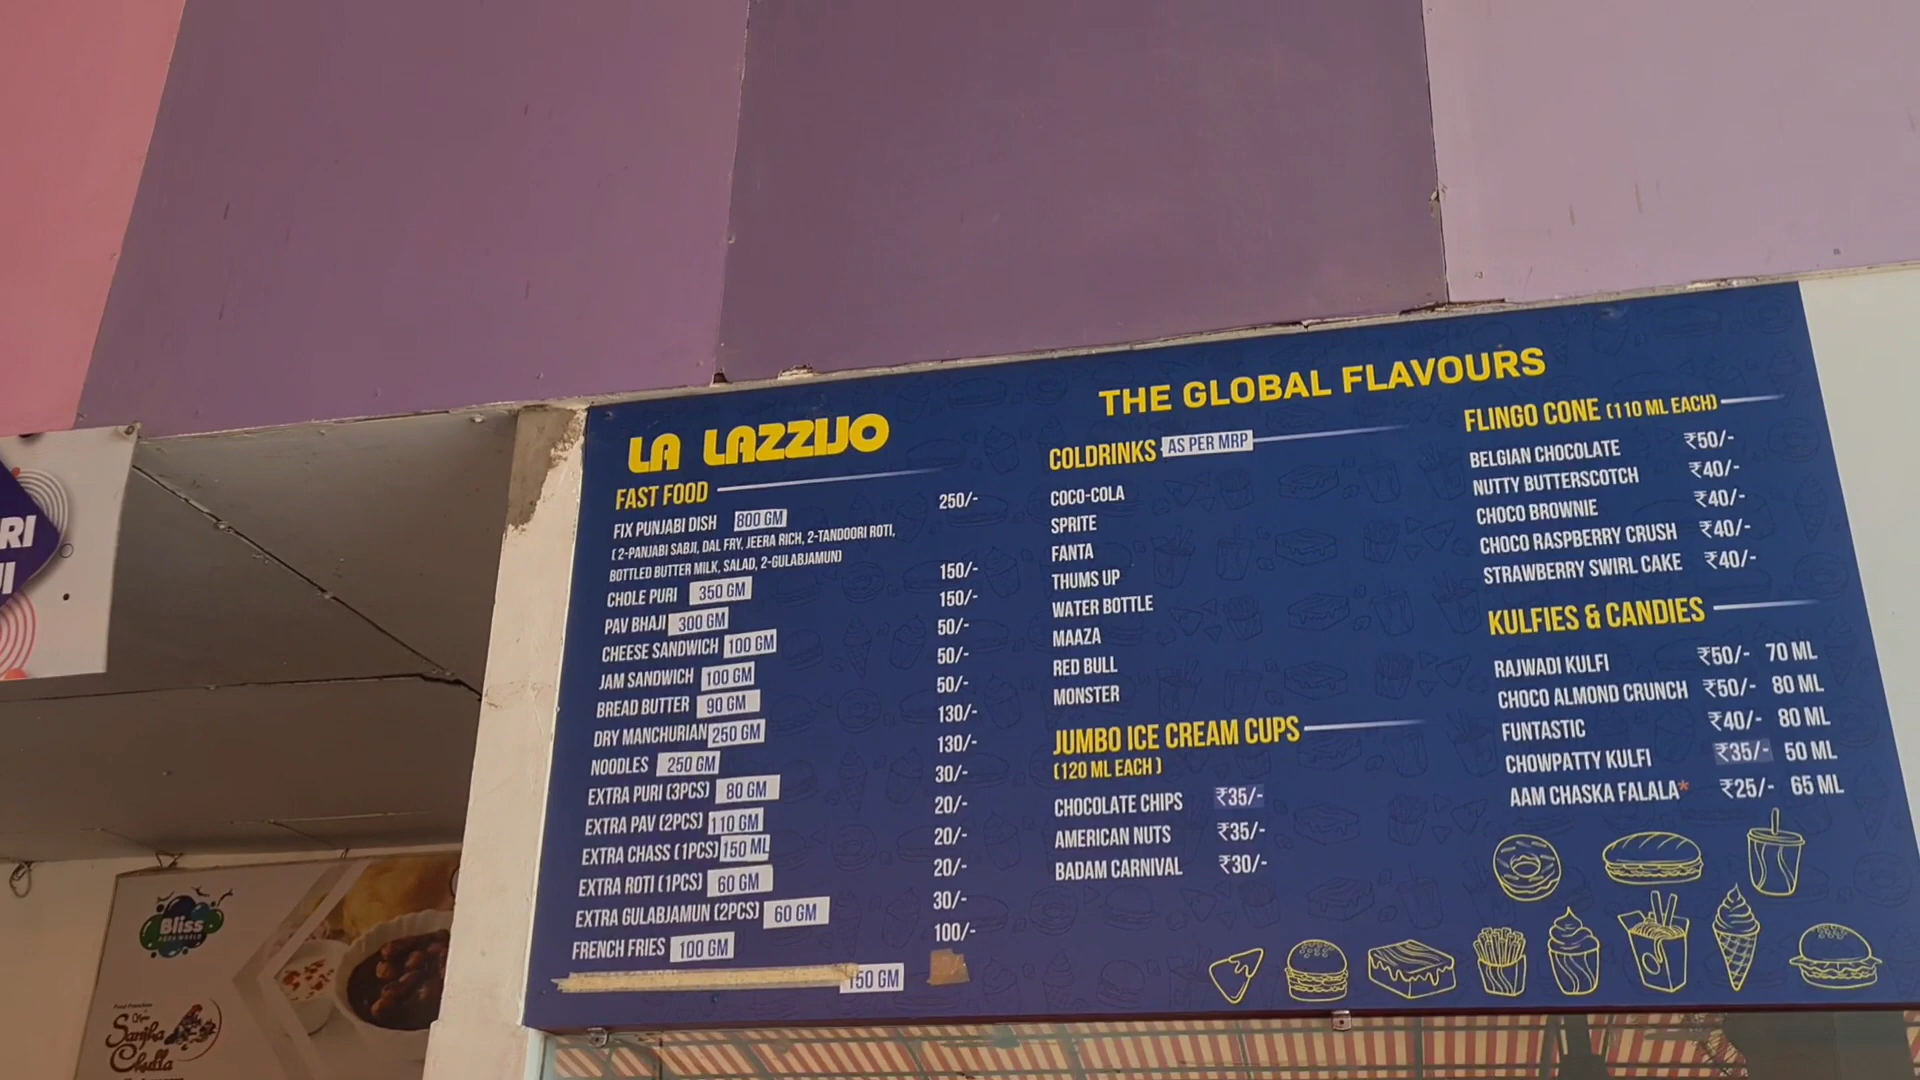 THE GLOBAL FLAVOURS
LA LAZZIJO
FAST FOOD
FIX PUNJABI DISH 800 GM 250/-
(2-PANJABI SABJI, DAL FRY, JEERA RICH, 2-TANDOORI ROTI,
BOTTLED BUTTER MILK, SALAD, 2-GULABJAMUN)
CHOLE PURI 350 GM 150/-
PAV BHAJI 300 GM 150/-
CHEESE SANDWICH 100 GM 50/-
JAM SANDWICH 100 GM 50/-
BREAD BUTTER 90 GM 50/-
DRY MANCHURIAN 250 GM 130/-
NOODLES 250 GM 130/-
EXTRA PURI (3PCS) 80 GM 30/-
EXTRA PAV (2PCS) 110 GM 20/-
EXTRA CHASS (1PCS) 150 ML 20/-
EXTRA ROTI (1PCS) 60 GM 20/-
EXTRA GULABJAMUN (2PCS) 60 GM 30/-
FRENCH FRIES 100 GM 100/-
150 GM
COLDRINKS AS PER MRP
COCO-COLA
SPRITE
FANTA
THUMS UP
WATER BOTTLE
MAAZA
RED BULL
MONSTER
JUMBO ICE CREAM CUPS
(120 ML EACH)
CHOCOLATE CHIPS ₹35/-
AMERICAN NUTS ₹35/-
BADAM CARNIVAL ₹30/-
FLINGO CONE (110 ML EACH)
BELGIAN CHOCOLATE ₹50/-
NUTTY BUTTERSCOTCH ₹40/-
CHOCO BROWNIE ₹40/-
CHOCO RASPBERRY CRUSH ₹40/-
STRAWBERRY SWIRL CAKE ₹40/-
KULFIES & CANDIES
RAJWADI KULFI ₹50/- 70 ML
CHOCO ALMOND CRUNCH ₹50/- 80 ML
FUNTASTIC ₹40/- 80 ML
CHOWPATTY KULFI ₹35/- 50 ML
AAM CHASKA FALALA* ₹25/- 65 ML
RI
Bliss